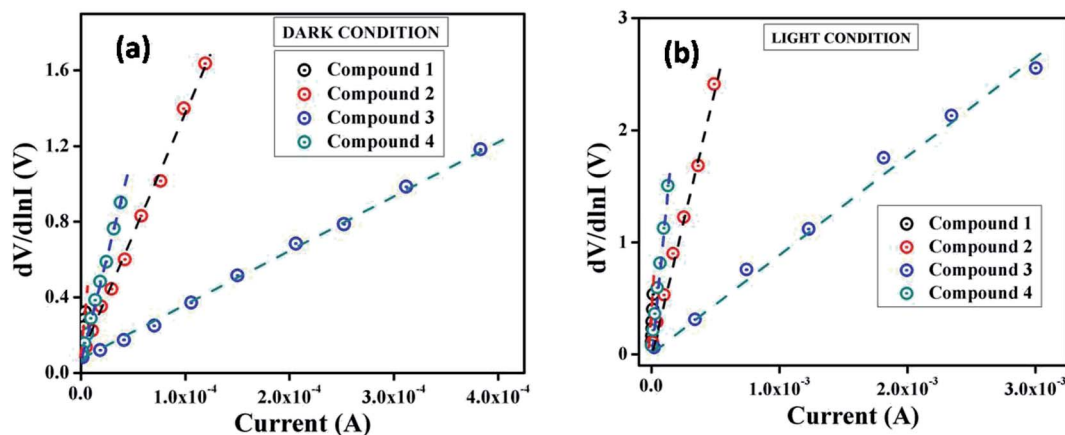 (a)
DARK CONDITION
Compound 1
Compound 2
Compound 3
Compound 4
dV/dlnI (V)
1.6
1.2
0.8
0.4
0.0
0.0
1.0x10⁻⁴
2.0x10⁻⁴
3.0x10⁻⁴
4.0x10⁻⁴
Current (A)
(b)
LIGHT CONDITION
Compound 1
Compound 2
Compound 3
Compound 4
dV/dlnI (V)
3
2
1
0
0.0
1.0x10⁻³
2.0x10⁻³
3.0x10⁻³
Current (A)